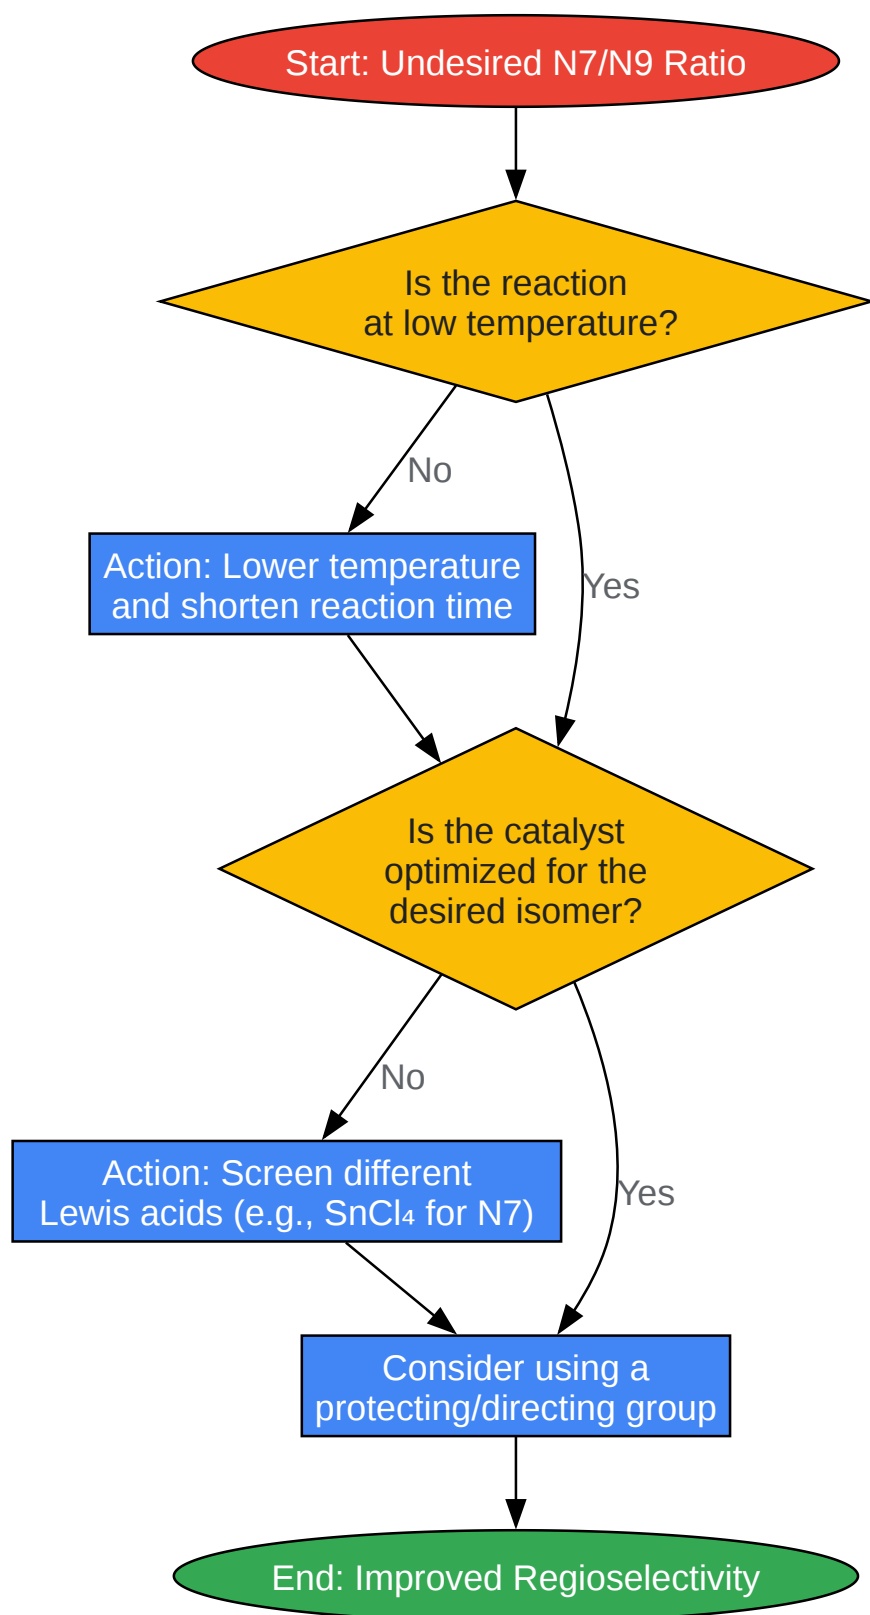 Start: Undesired N7/N9 Ratio
Is the reaction
at low temperature?
No
Action: Lower temperature
and shorten reaction time
Yes
Is the catalyst
optimized for the
desired isomer?
No
Action: Screen different
Lewis acids (e.g., SnCl₄ for N7)
Yes
Consider using a
protecting/directing group
End: Improved Regioselectivity